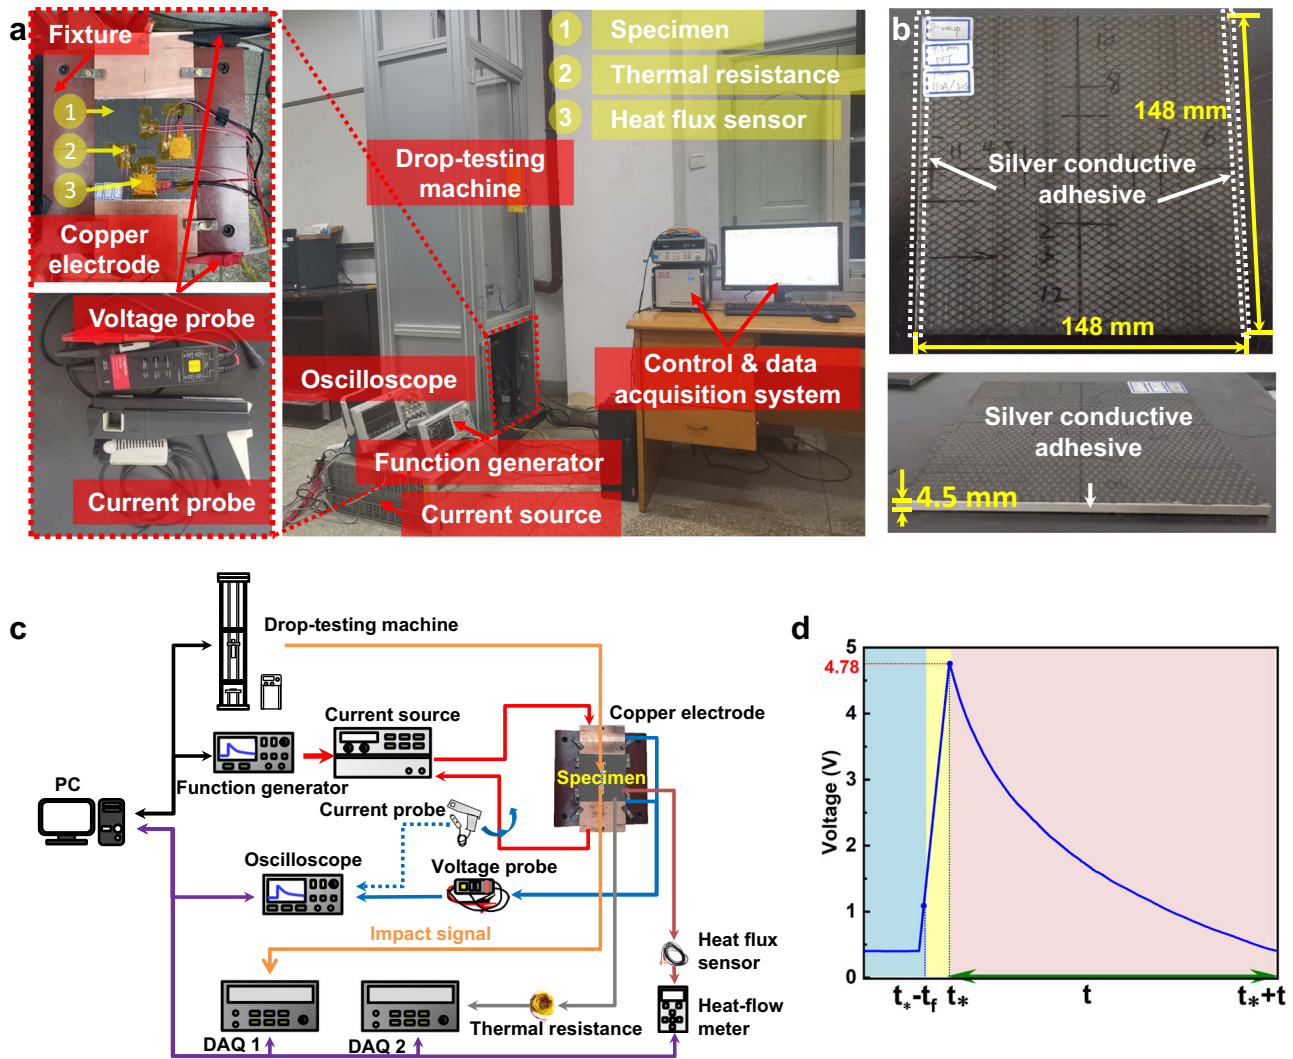 a
Fixture
1
2
3
Copper
electrode
Voltage probe
Current probe
1 Specimen
2 Thermal resistance
3 Heat flux sensor
Drop-testing
machine
Oscilloscope
Control & data
acquisition system
Function generator
Current source
b
148 mm
Silver conductive
adhesive
148 mm
Silver conductive
adhesive
4.5 mm
c
Drop-testing machine
Current source
Copper electrode
Function generator
PC
Specimen
Current probe
Oscilloscope
Voltage probe
Impact signal
Heat flux
sensor
Thermal resistance
Heat-flow
meter
DAQ 1
DAQ 2
d
5
4.78
4
3
2
1
0
Voltage (V)
t*-tf
t*
t
t*+t